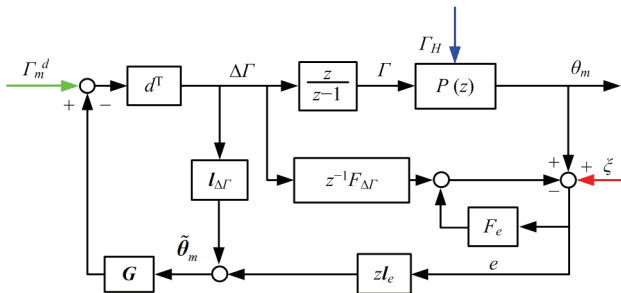 Γ_H
Γ_m^d
+
−
d^T
ΔΓ
z
z−1
Γ
P (z)
θ_m
l_ΔΓ
z^{-1}F_ΔΓ
+
+
−
ξ
F_e
θ̃_m
G
zl_e
e